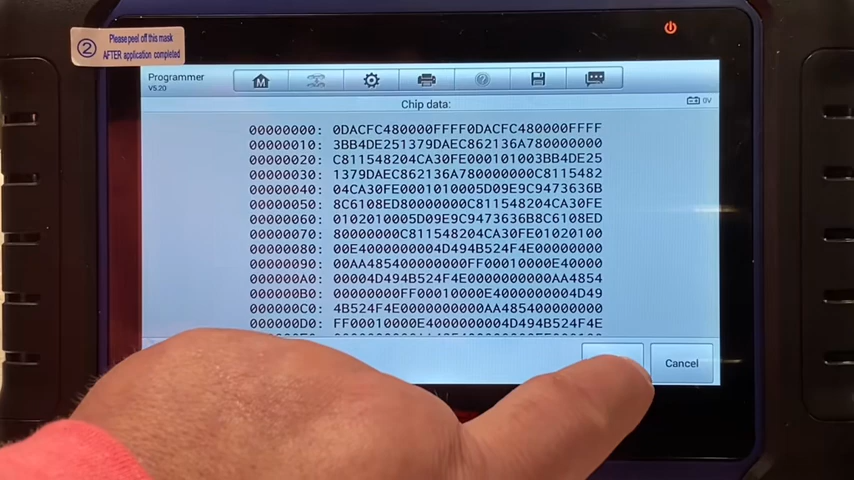 ② Please peel off this mask
AFTER application completed
Programmer
V5.20
M
Chip data:
0V
00000000: 0DACFC480000FFFF0DACFC480000FFFF
00000010: 3BB4DE251379DAEC862136A780000000
00000020: C811548204CA30FE000101003BB4DE25
00000030: 1379DAEC862136A780000000C8115482
00000040: 04CA30FE0001010005D09E9C9473636B
00000050: 8C6108ED80000000C811548204CA30FE
00000060: 0102010005D09E9C9473636B8C6108ED
00000070: 80000000C811548204CA30FE01020100
00000080: 00E4000000004D494B524F4E00000000
00000090: 00AA485400000000FF00010000E40000
000000A0: 00004D494B524F4E0000000000AA4854
000000B0: 00000000FF00010000E4000000004D49
000000C0: 4B524F4E0000000000AA485400000000
000000D0: FF00010000E4000000004D494B524F4E
Cancel